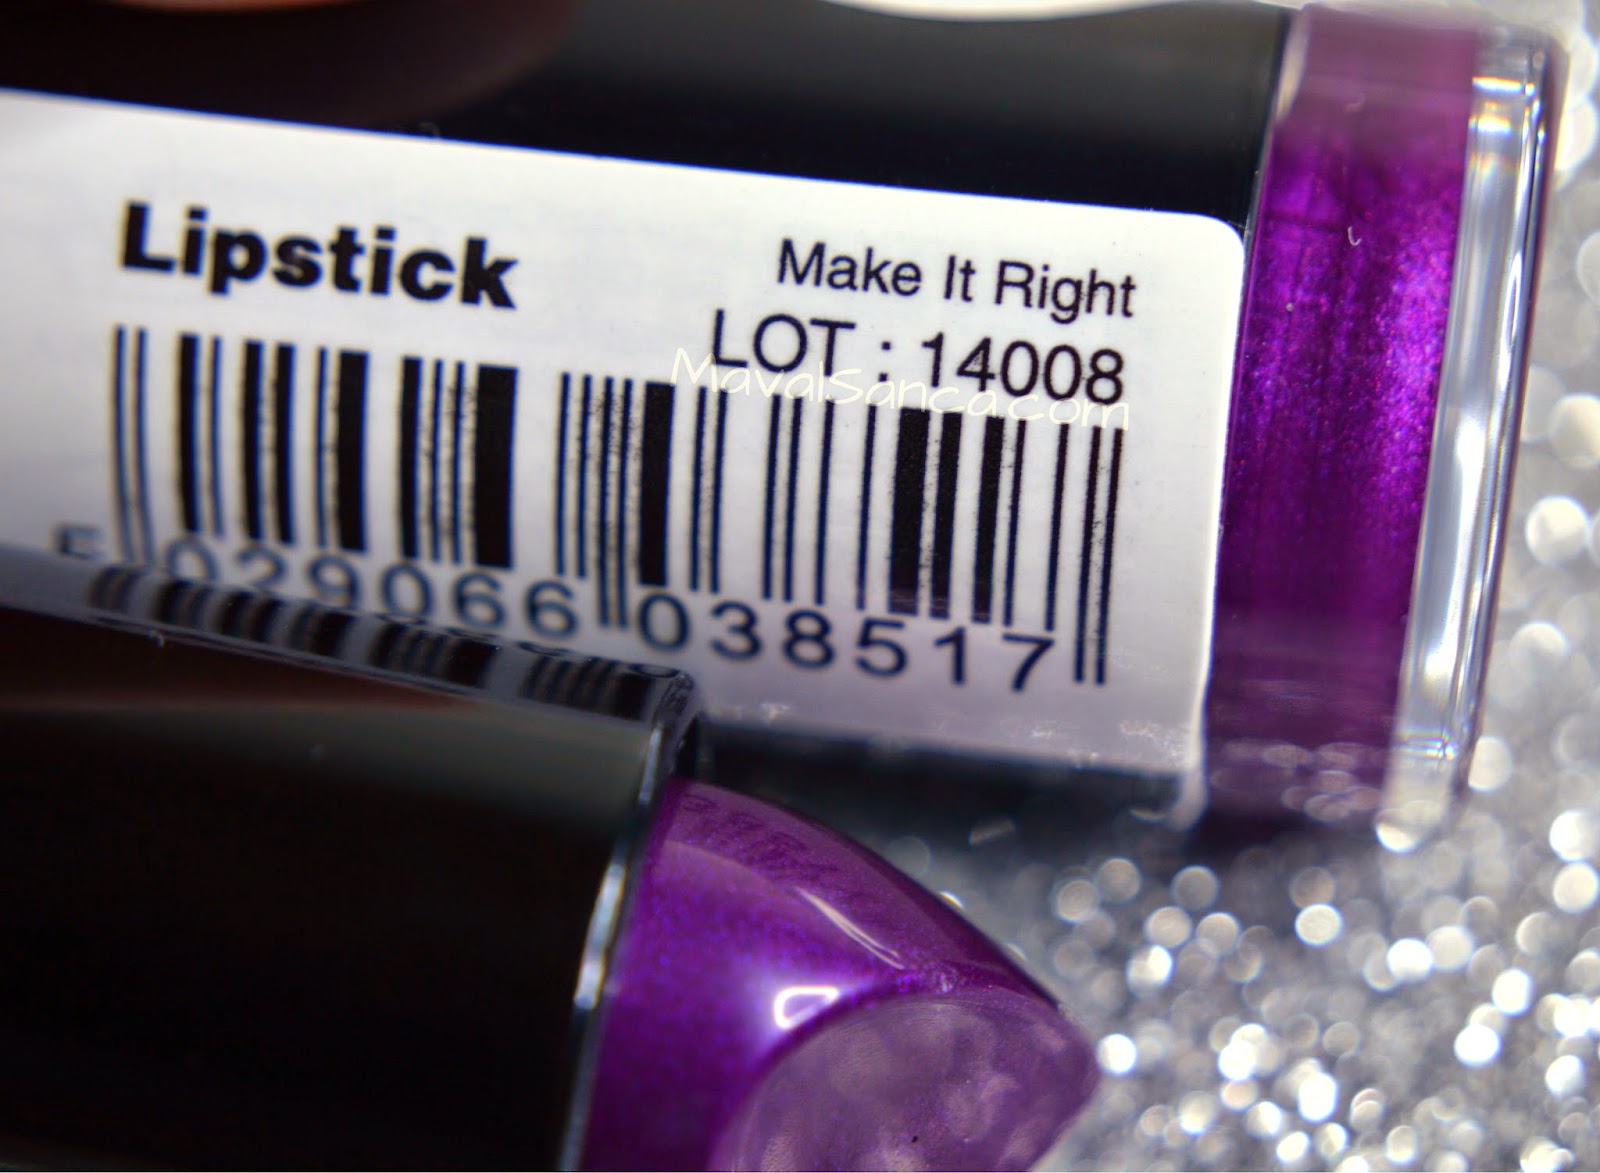 Lipstick
Make It Right
LOT : 14008
MavalSanca.com
029066 038517